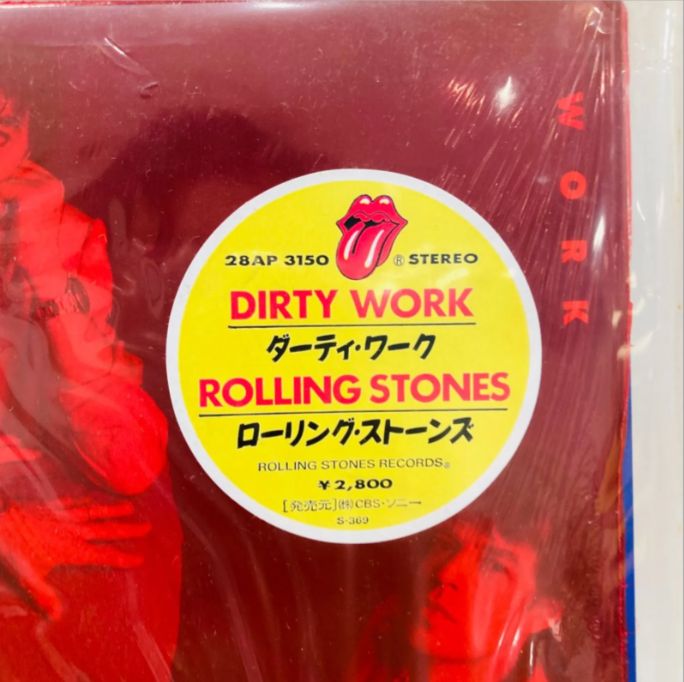 WORK
28AP 3150 ® STEREO
DIRTY WORK
ダーティ・ワーク
ROLLING STONES
ローリング・ストーンズ
ROLLING STONES RECORDS®
¥2,800
[発売元]㈱CBS・ソニー
S-369